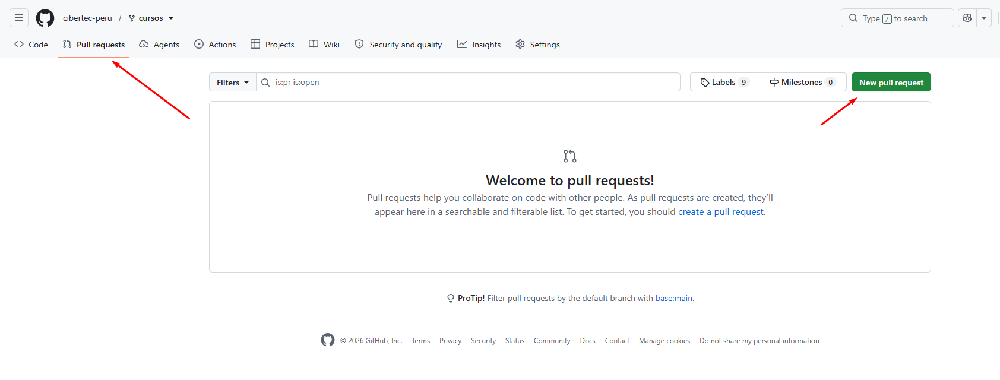 cibertec-peru / cursos
Type / to search
Code Pull requests Agents Actions Projects Wiki Security and quality Insights Settings
Filters is:pr is:open Labels 9 Milestones 0 New pull request
Welcome to pull requests!
Pull requests help you collaborate on code with other people. As pull requests are created, they’ll
appear here in a searchable and filterable list. To get started, you should create a pull request.
ProTip! Filter pull requests by the default branch with base:main.
© 2026 GitHub, Inc. Terms Privacy Security Status Community Docs Contact Manage cookies Do not share my personal information